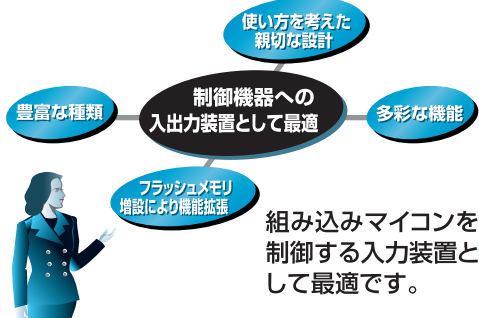 使い方を考えた
親切な設計
制御機器への
入出力装置として最適
豊富な種類
多彩な機能
フラッシュメモリ
増設により機能拡張
組み込みマイコンを
制御する入力装置と
して最適です。